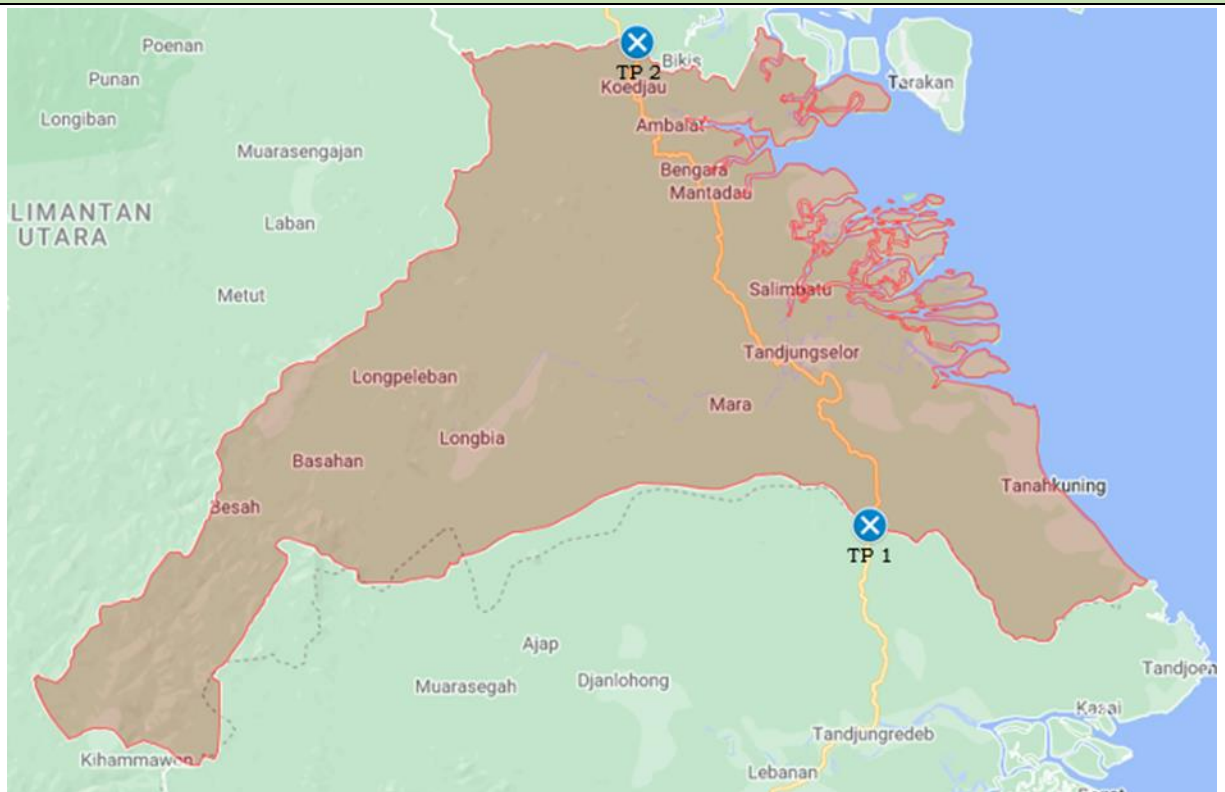 Poenan
Bikis
TP 2
Punan
Koedjau
Tarakan
Longiban
Ambalat
Muarasengajan
Bengara
Mantadau
LIMANTAN
UTARA
Laban
Metut
Salimbatu
Tandjungselor
Longpeleban
Mara
Longbia
Basahan
Tanahkuning
Besah
TP 1
Ajap
Tandjoen
Muarasegah
Djanlohong
Kasai
Tandjungredeb
Kihammawen
Lebanan